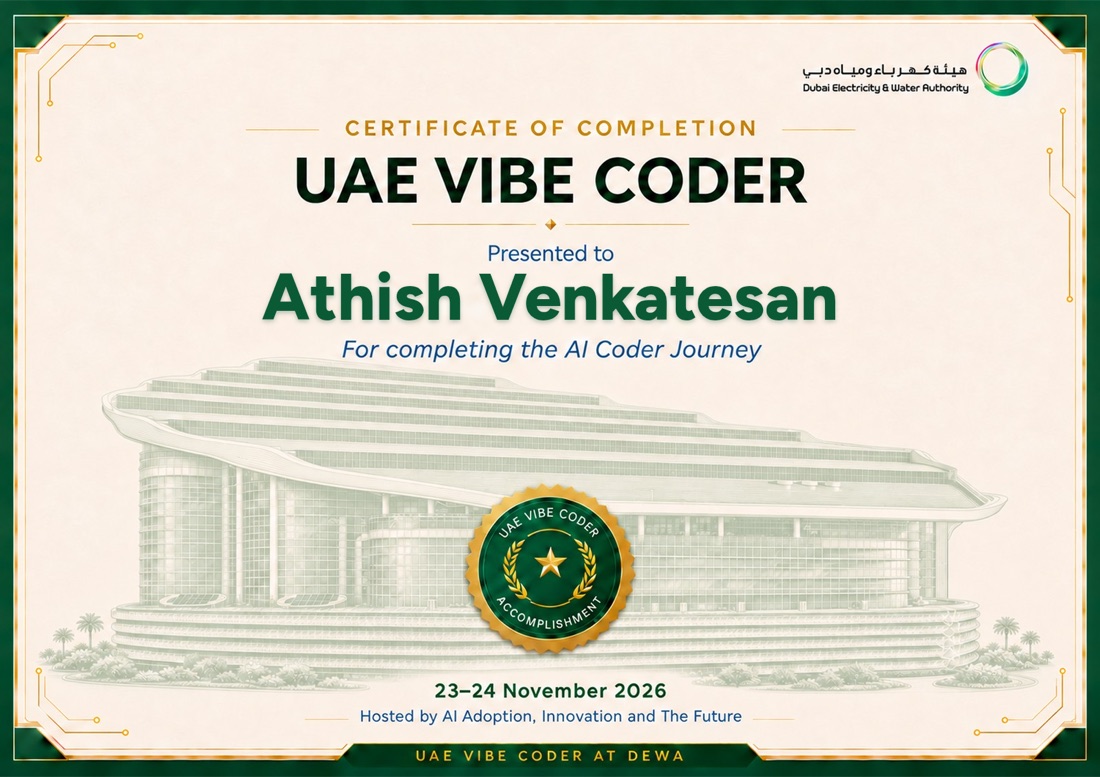 هيئة كهرباء ومياه دبي
Dubai Electricity & Water Authority
CERTIFICATE OF COMPLETION
UAE VIBE CODER
Presented to
Athish Venkatesan
For completing the AI Coder Journey
UAE VIBE CODER
ACCOMPLISHMENT
23–24 November 2026
Hosted by AI Adoption, Innovation and The Future
UAE VIBE CODER AT DEWA